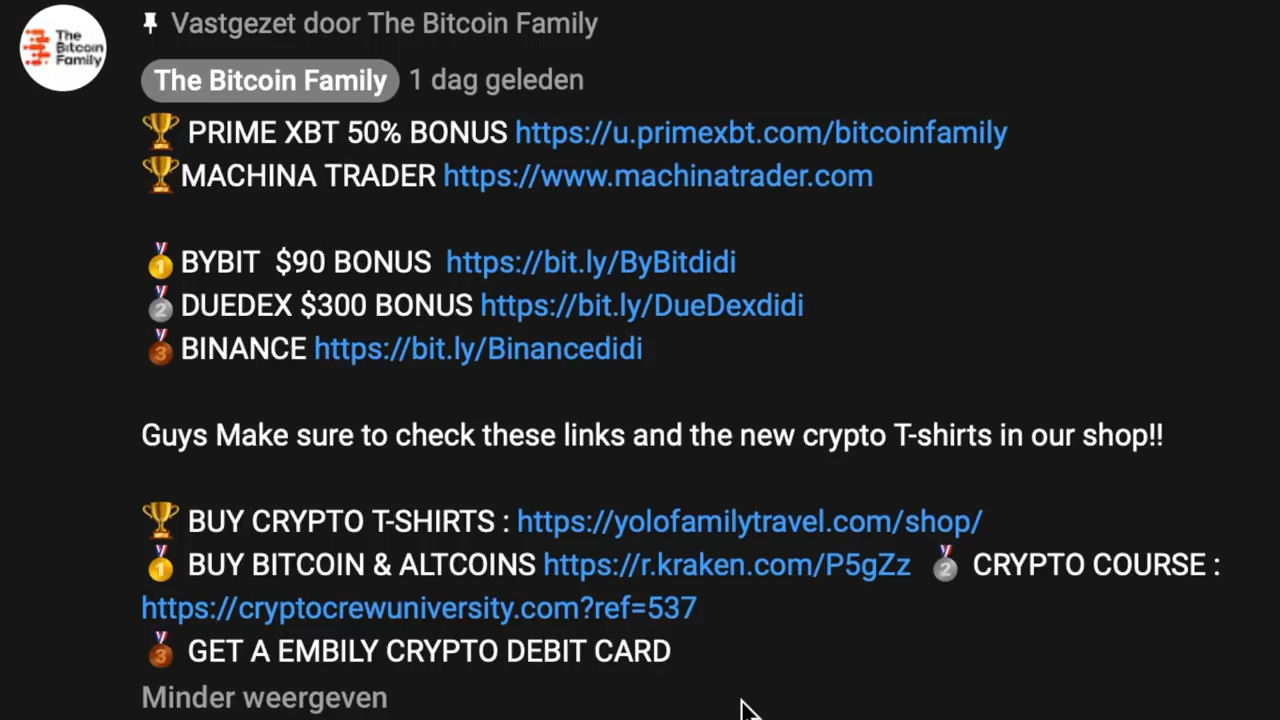 The
Bitcoin
Family
Vastgezet door The Bitcoin Family
The Bitcoin Family 1 dag geleden
🏆 PRIME XBT 50% BONUS https://u.primexbt.com/bitcoinfamily
🏆MACHINA TRADER https://www.machinatrader.com
🥇BYBIT $90 BONUS https://bit.ly/ByBitdidi
🥈DUEDEX $300 BONUS https://bit.ly/DueDexdidi
🥉BINANCE https://bit.ly/Binancedidi
Guys Make sure to check these links and the new crypto T-shirts in our shop!!
🏆 BUY CRYPTO T-SHIRTS : https://yolofamilytravel.com/shop/
🥇 BUY BITCOIN & ALTCOINS https://r.kraken.com/P5gZz 🥈 CRYPTO COURSE :
https://cryptocrewuniversity.com?ref=537
🥉 GET A EMBILY CRYPTO DEBIT CARD
Minder weergeven